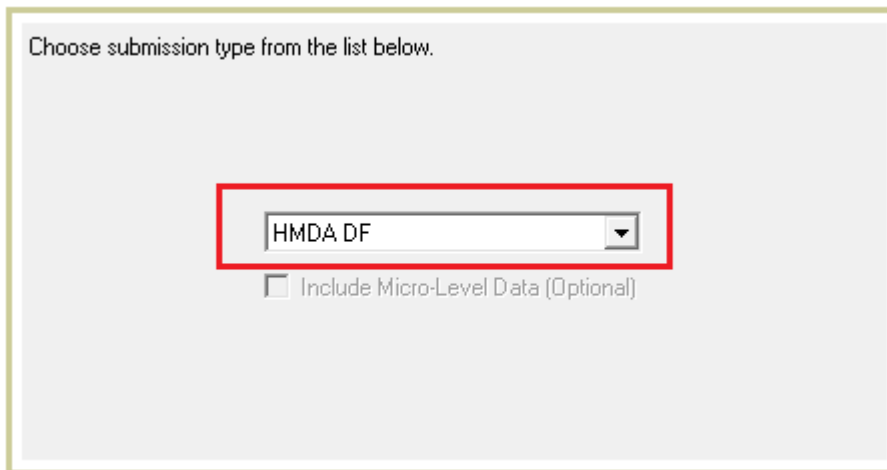 Choose submission type from the list below.
HMDA DF
Include Micro-Level Data (Optional)